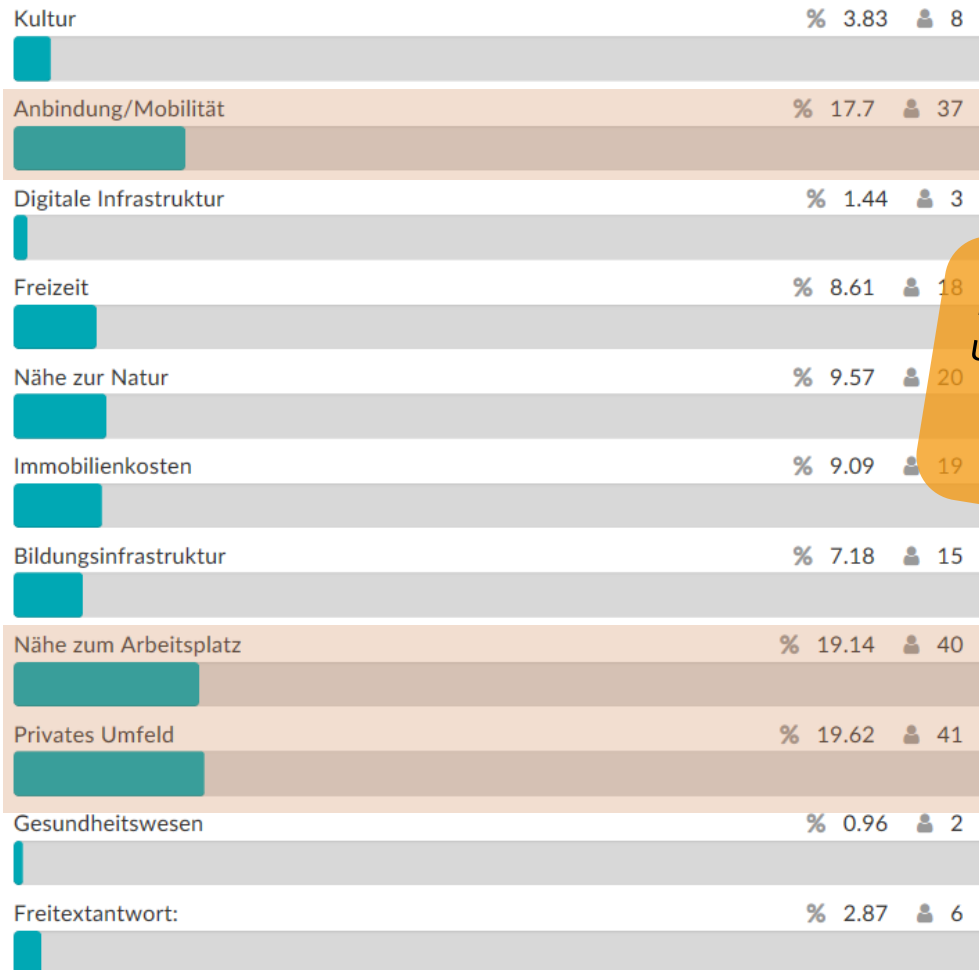 Kultur % 3.83 8
Anbindung/Mobilität % 17.7 37
Digitale Infrastruktur % 1.44 3
Freizeit % 8.61 18
Nähe zur Natur % 9.57 20
Immobilienkosten % 9.09 19
Bildungsinfrastruktur % 7.18 15
Nähe zum Arbeitsplatz % 19.14 40
Privates Umfeld % 19.62 41
Gesundheitswesen % 0.96 2
Freitextantwort: % 2.87 6